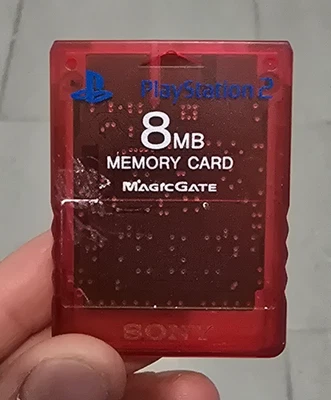 PlayStation 2
8MB
MEMORY CARD
MAGICGATE
SONY